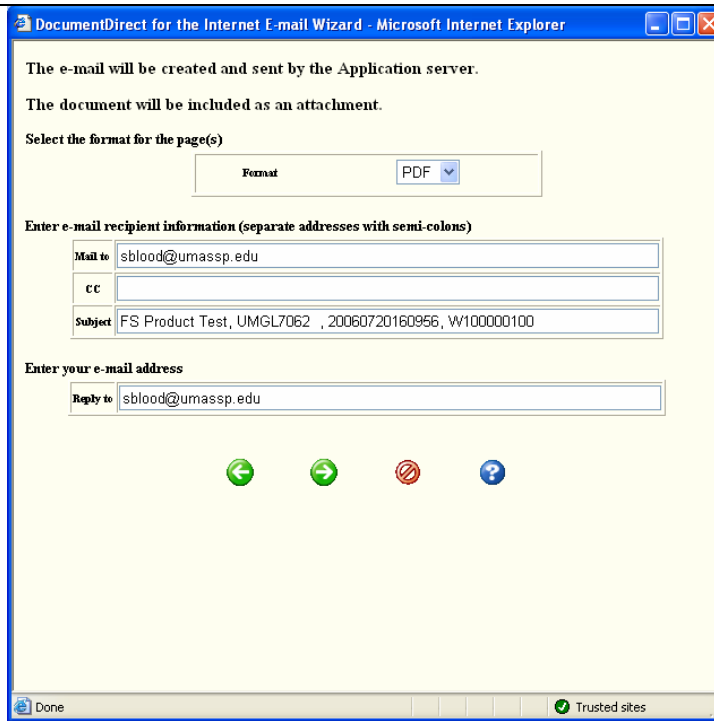 DocumentDirect for the Internet E-mail Wizard - Microsoft Internet Explorer
The e-mail will be created and sent by the Application server.
The document will be included as an attachment.
Select the format for the page(s)
Format PDF
Enter e-mail recipient information (separate addresses with semi-colons)
Mail to sblood@umassp.edu
CC
Subject FS Product Test, UMGL7062 , 20060720160956, W100000100
Enter your e-mail address
Reply to sblood@umassp.edu
?
Done Trusted sites